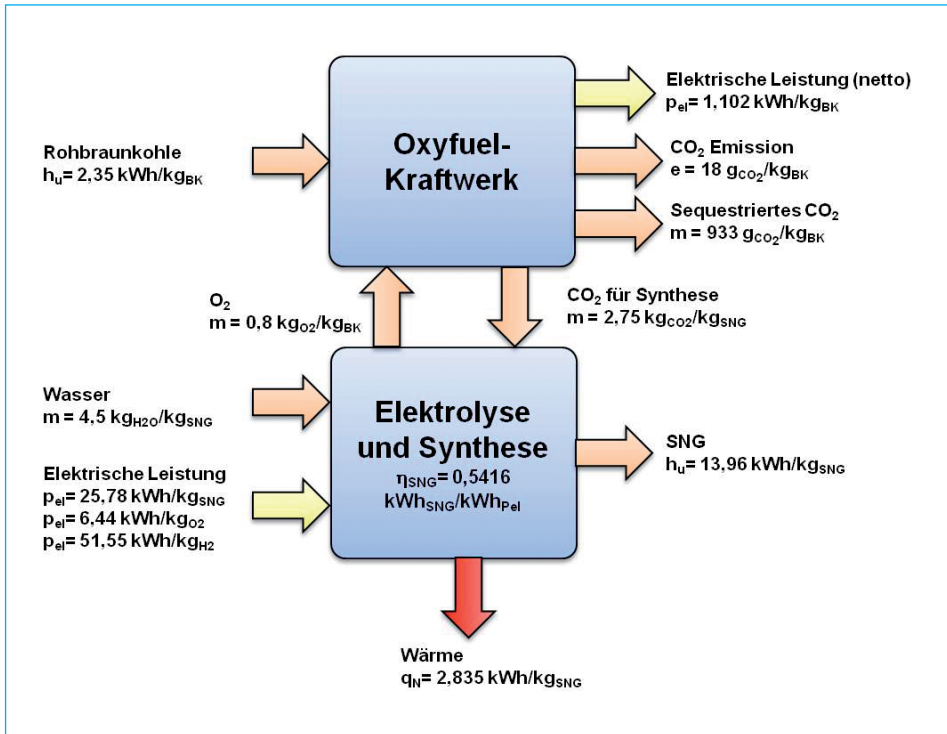 Oxyfuel-
Kraftwerk
Rohbraunkohle
hu= 2,35 kWh/kgBK
Elektrische Leistung (netto)
pel= 1,102 kWh/kgBK
CO2 Emission
e = 18 gCO2/kgBK
Sequestriertes CO2
m = 933 gCO2/kgBK
O2
m = 0,8 kgO2/kgBK
CO2 für Synthese
m = 2,75 kgCO2/kgSNG
Wasser
m = 4,5 kgH2O/kgSNG
Elektrische Leistung
pel= 25,78 kWh/kgSNG
pel= 6,44 kWh/kgO2
pel= 51,55 kWh/kgH2
Elektrolyse
und Synthese
ηSNG= 0,5416
kWhSNG/kWhPel
SNG
hu= 13,96 kWh/kgSNG
Wärme
qN= 2,835 kWh/kgSNG